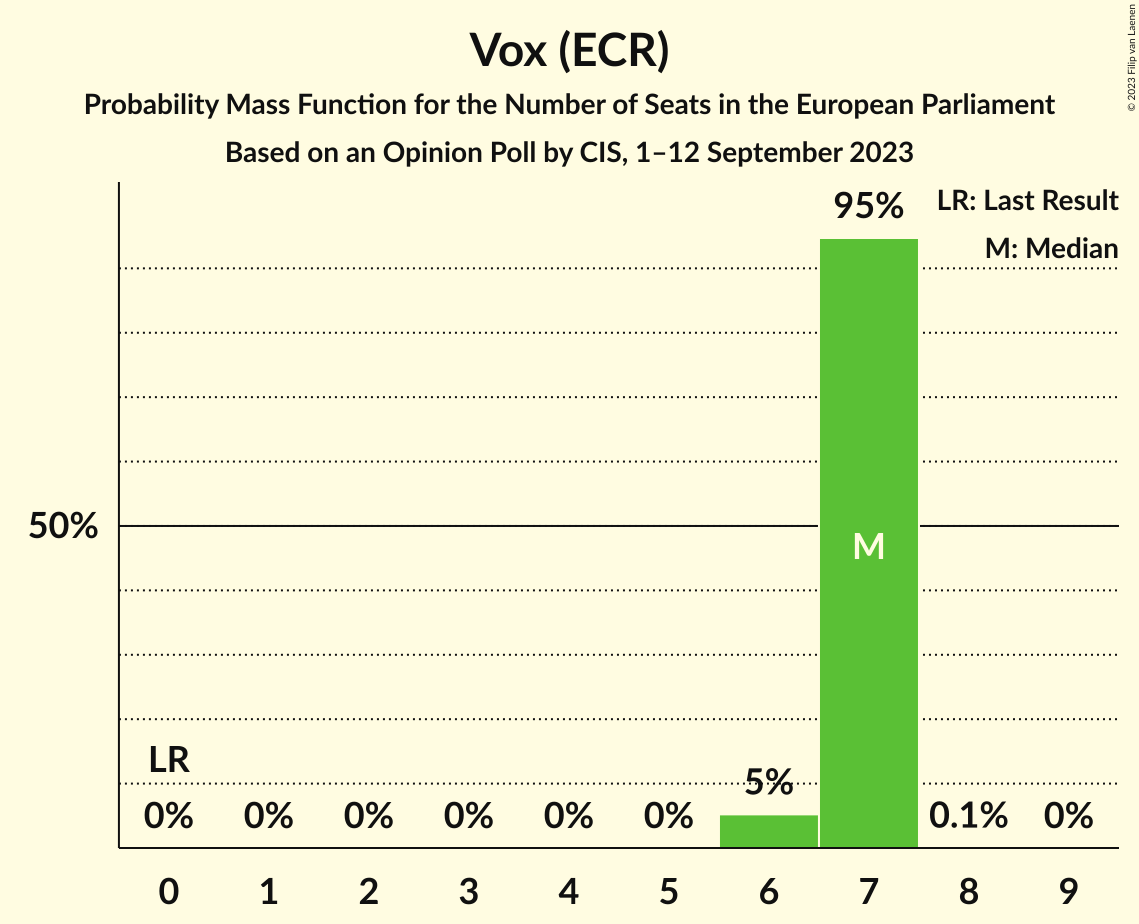 Vox (ECR)
Probability Mass Function for the Number of Seats in the European Parliament
Based on an Opinion Poll by CIS, 1–12 September 2023
© 2023 Filip van Laenen
LR: Last Result
M: Median
95%
50%
M
LR
5%
0% 0% 0% 0% 0% 0% 0.1% 0%
0 1 2 3 4 5 6 7 8 9